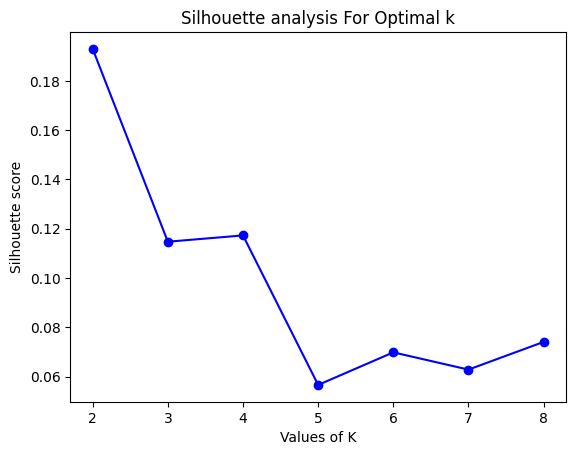 Silhouette analysis For Optimal k
Silhouette score
0.18
0.16
0.14
0.12
0.10
0.08
0.06
2 3 4 5 6 7 8
Values of K